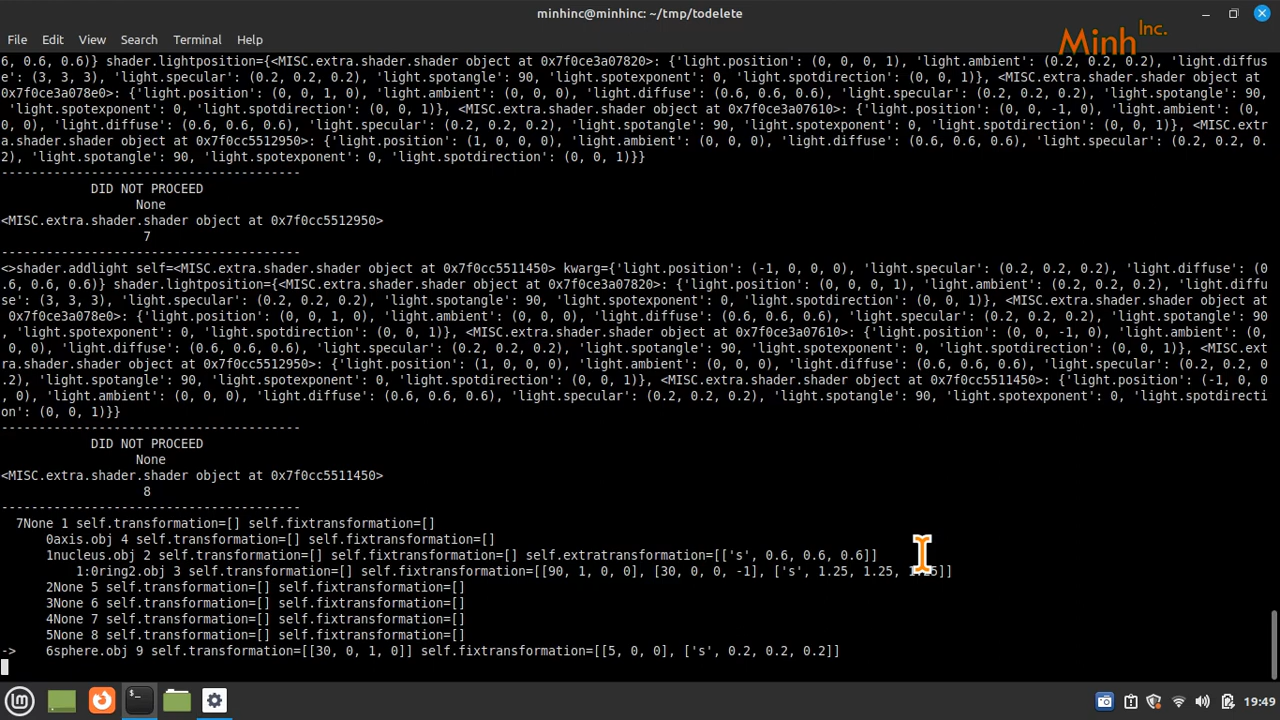 minhinc@minhinc: ~/tmp/todelete
Minh Inc.
File Edit View Search Terminal Help
6, 0.6, 0.6)} shader.lightposition={<MISC.extra.shader.shader object at 0x7f0ce3a07820>: {'light.position': (0, 0, 0, 1), 'light.ambient': (0.2, 0.2, 0.2), 'light.diffus
e': (3, 3, 3), 'light.specular': (0.2, 0.2, 0.2), 'light.spotangle': 90, 'light.spotexponent': 0, 'light.spotdirection': (0, 0, 1)}, <MISC.extra.shader.shader object at
0x7f0ce3a078e0>: {'light.position': (0, 0, 1, 0), 'light.ambient': (0, 0, 0), 'light.diffuse': (0.6, 0.6, 0.6), 'light.specular': (0.2, 0.2, 0.2), 'light.spotangle': 90,
'light.spotexponent': 0, 'light.spotdirection': (0, 0, 1)}, <MISC.extra.shader.shader object at 0x7f0ce3a07610>: {'light.position': (0, 0, -1, 0), 'light.ambient': (0,
0, 0), 'light.diffuse': (0.6, 0.6, 0.6), 'light.specular': (0.2, 0.2, 0.2), 'light.spotangle': 90, 'light.spotexponent': 0, 'light.spotdirection': (0, 0, 1)}, <MISC.extr
a.shader.shader object at 0x7f0cc5512950>: {'light.position': (1, 0, 0, 0), 'light.ambient': (0, 0, 0), 'light.diffuse': (0.6, 0.6, 0.6), 'light.specular': (0.2, 0.2, 0.
2), 'light.spotangle': 90, 'light.spotexponent': 0, 'light.spotdirection': (0, 0, 1)}}
--------------------------------------
DID NOT PROCEED
None
<MISC.extra.shader.shader object at 0x7f0cc5512950>
7
--------------------------------------
<>shader.addlight self=<MISC.extra.shader.shader object at 0x7f0cc5511450> kwarg={'light.position': (-1, 0, 0, 0), 'light.specular': (0.2, 0.2, 0.2), 'light.diffuse': (0
.6, 0.6, 0.6)} shader.lightposition={<MISC.extra.shader.shader object at 0x7f0ce3a07820>: {'light.position': (0, 0, 0, 1), 'light.ambient': (0.2, 0.2, 0.2), 'light.diffu
se': (3, 3, 3), 'light.specular': (0.2, 0.2, 0.2), 'light.spotangle': 90, 'light.spotexponent': 0, 'light.spotdirection': (0, 0, 1)}, <MISC.extra.shader.shader object at
0x7f0ce3a078e0>: {'light.position': (0, 0, 1, 0), 'light.ambient': (0, 0, 0), 'light.diffuse': (0.6, 0.6, 0.6), 'light.specular': (0.2, 0.2, 0.2), 'light.spotangle': 90
, 'light.spotexponent': 0, 'light.spotdirection': (0, 0, 1)}, <MISC.extra.shader.shader object at 0x7f0ce3a07610>: {'light.position': (0, 0, -1, 0), 'light.ambient': (0,
0, 0), 'light.diffuse': (0.6, 0.6, 0.6), 'light.specular': (0.2, 0.2, 0.2), 'light.spotangle': 90, 'light.spotexponent': 0, 'light.spotdirection': (0, 0, 1)}, <MISC.ext
ra.shader.shader object at 0x7f0cc5512950>: {'light.position': (1, 0, 0, 0), 'light.ambient': (0, 0, 0), 'light.diffuse': (0.6, 0.6, 0.6), 'light.specular': (0.2, 0.2, 0
.2), 'light.spotangle': 90, 'light.spotexponent': 0, 'light.spotdirection': (0, 0, 1)}, <MISC.extra.shader.shader object at 0x7f0cc5511450>: {'light.position': (-1, 0, 0
, 0), 'light.ambient': (0, 0, 0), 'light.diffuse': (0.6, 0.6, 0.6), 'light.specular': (0.2, 0.2, 0.2), 'light.spotangle': 90, 'light.spotexponent': 0, 'light.spotdirecti
on': (0, 0, 1)}}
--------------------------------------
DID NOT PROCEED
None
<MISC.extra.shader.shader object at 0x7f0cc5511450>
8
--------------------------------------
7None 1 self.transformation=[] self.fixtransformation=[]
0axis.obj 4 self.transformation=[] self.fixtransformation=[]
1nucleus.obj 2 self.transformation=[] self.fixtransformation=[] self.extratransformation=[['s', 0.6, 0.6, 0.6]]
1:0ring2.obj 3 self.transformation=[] self.fixtransformation=[[90, 1, 0, 0], [30, 0, 0, -1], ['s', 1.25, 1.25, 1.25]]
2None 5 self.transformation=[] self.fixtransformation=[]
3None 6 self.transformation=[] self.fixtransformation=[]
4None 7 self.transformation=[] self.fixtransformation=[]
5None 8 self.transformation=[] self.fixtransformation=[]
-> 6sphere.obj 9 self.transformation=[[30, 0, 1, 0]] self.fixtransformation=[[5, 0, 0], ['s', 0.2, 0.2, 0.2]]
19:49